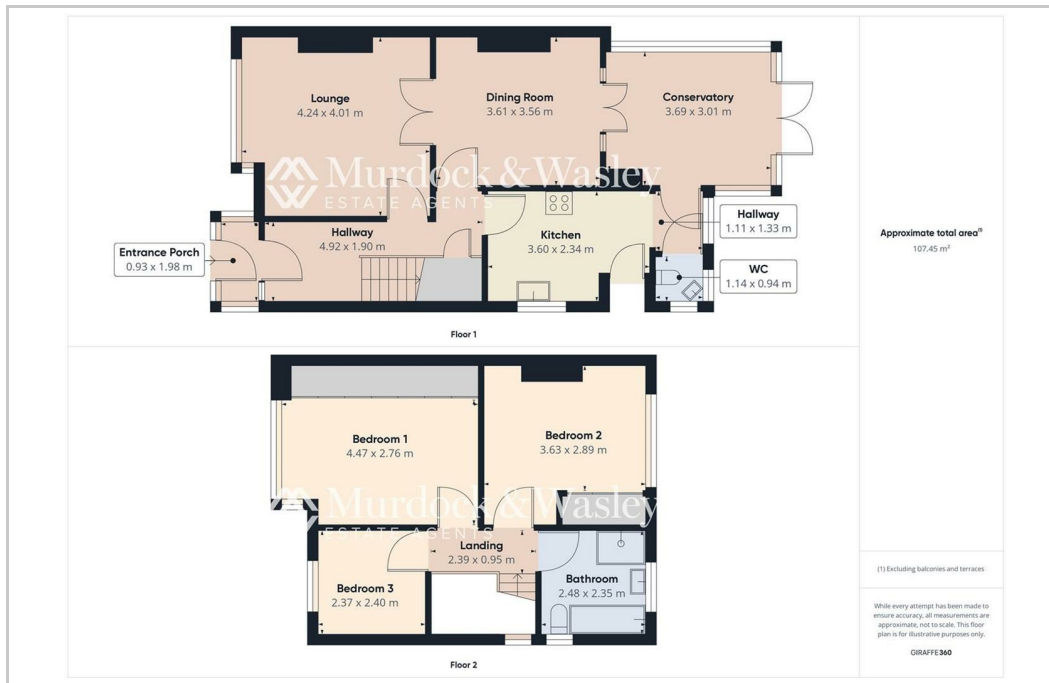 Lounge
4.24 x 4.01 m
Dining Room
3.61 x 3.56 m
Conservatory
3.69 x 3.01 m
Murdock & Wasley
ESTATE AGENTS
Hallway
4.92 x 1.90 m
Kitchen
3.60 x 2.34 m
Hallway
1.11 x 1.33 m
Entrance Porch
0.93 x 1.98 m
WC
1.14 x 0.94 m
Floor 1
Approximate total area(1)
107.45 m²
Bedroom 1
4.47 x 2.76 m
Bedroom 2
3.63 x 2.89 m
Murdock & Wasley
ESTATE AGENTS
Landing
2.39 x 0.95 m
Bedroom 3
2.37 x 2.40 m
Bathroom
2.48 x 2.35 m
Floor 2
(1) Excluding balconies and terraces
While every attempt has been made to
ensure accuracy, all measurements are
approximate, not to scale. This floor
plan is for illustrative purposes only.
GIRAFFE360